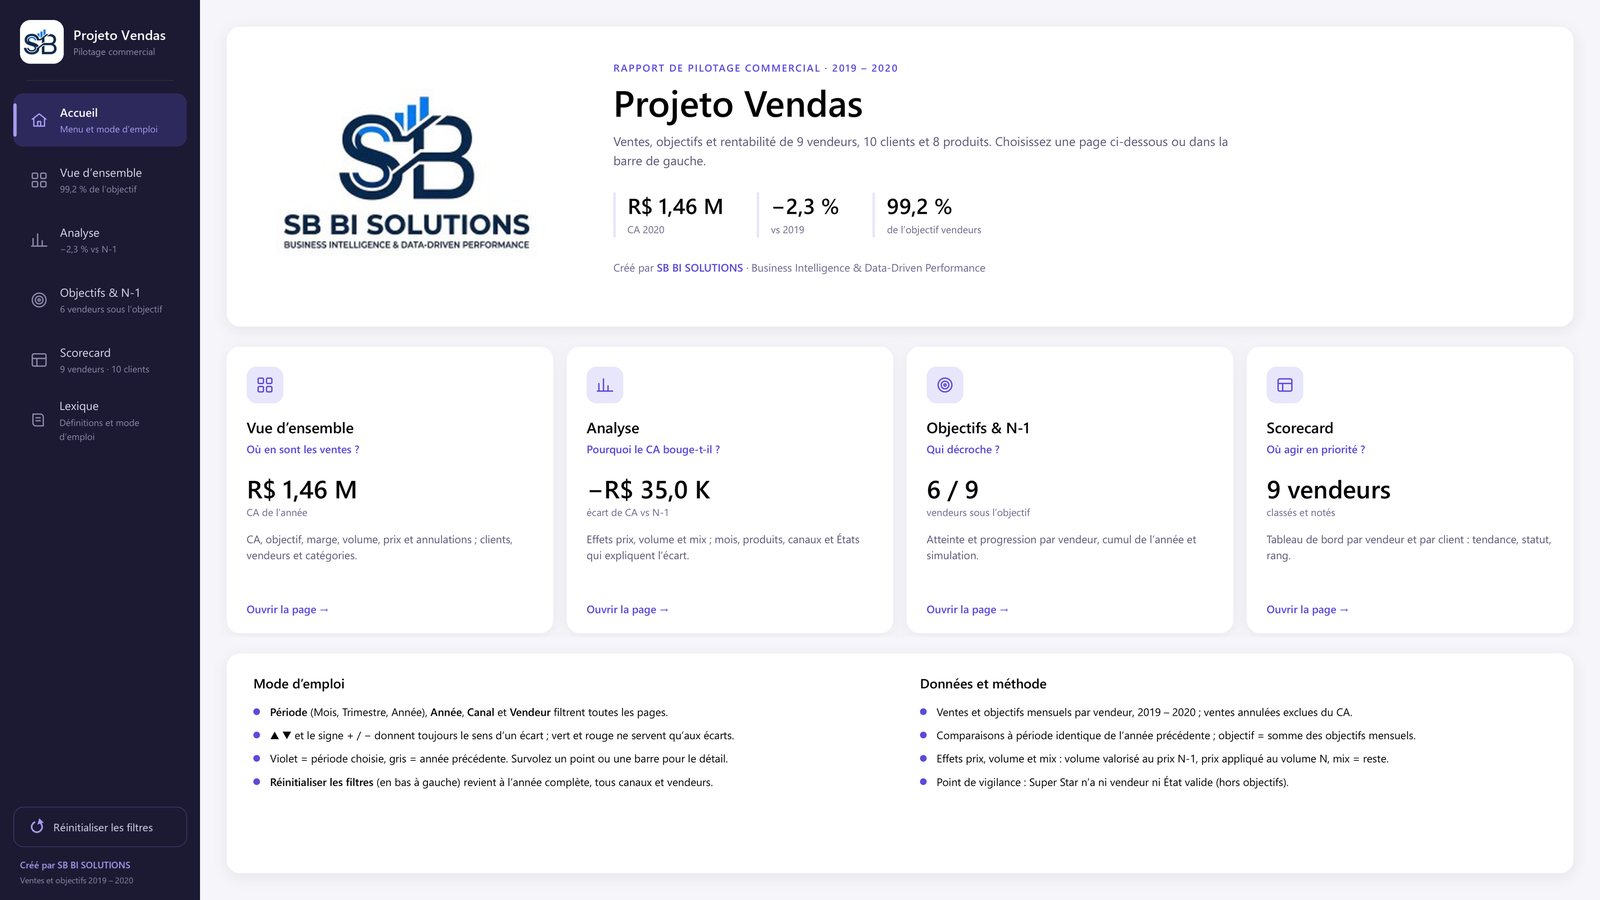 SB
Projeto Vendas
Pilotage commercial
Accueil
Menu et mode d’emploi
Vue d’ensemble
99,2 % de l’objectif
Analyse
−2,3 % vs N-1
Objectifs & N-1
6 vendeurs sous l’objectif
Scorecard
9 vendeurs · 10 clients
Lexique
Définitions et mode
d’emploi
Réinitialiser les filtres
Créé par SB BI SOLUTIONS
Ventes et objectifs 2019 – 2020
SB
SB BI SOLUTIONS
BUSINESS INTELLIGENCE & DATA-DRIVEN PERFORMANCE
RAPPORT DE PILOTAGE COMMERCIAL · 2019 – 2020
Projeto Vendas
Ventes, objectifs et rentabilité de 9 vendeurs, 10 clients et 8 produits. Choisissez une page ci-dessous ou dans la
barre de gauche.
R$ 1,46 M
CA 2020
−2,3 %
vs 2019
99,2 %
de l’objectif vendeurs
Créé par SB BI SOLUTIONS · Business Intelligence & Data-Driven Performance
Vue d’ensemble
Où en sont les ventes ?
R$ 1,46 M
CA de l’année
CA, objectif, marge, volume, prix et annulations ; clients,
vendeurs et catégories.
Ouvrir la page →
Analyse
Pourquoi le CA bouge-t-il ?
−R$ 35,0 K
écart de CA vs N-1
Effets prix, volume et mix ; mois, produits, canaux et États
qui expliquent l’écart.
Ouvrir la page →
Objectifs & N-1
Qui décroche ?
6 / 9
vendeurs sous l’objectif
Atteinte et progression par vendeur, cumul de l’année et
simulation.
Ouvrir la page →
Scorecard
Où agir en priorité ?
9 vendeurs
classés et notés
Tableau de bord par vendeur et par client : tendance, statut,
rang.
Ouvrir la page →
Mode d’emploi
Période (Mois, Trimestre, Année), Année, Canal et Vendeur filtrent toutes les pages.
▲ ▼ et le signe + / − donnent toujours le sens d’un écart ; vert et rouge ne servent qu’aux écarts.
Violet = période choisie, gris = année précédente. Survolez un point ou une barre pour le détail.
Réinitialiser les filtres (en bas à gauche) revient à l’année complète, tous canaux et vendeurs.
Données et méthode
Ventes et objectifs mensuels par vendeur, 2019 – 2020 ; ventes annulées exclues du CA.
Comparaisons à période identique de l’année précédente ; objectif = somme des objectifs mensuels.
Effets prix, volume et mix : volume valorisé au prix N-1, prix appliqué au volume N, mix = reste.
Point de vigilance : Super Star n’a ni vendeur ni État valide (hors objectifs).